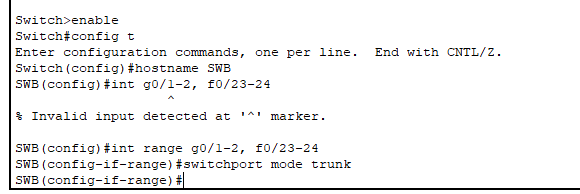 Switch>enable
Switch#config t
Enter configuration commands, one per line.  End with CNTL/Z.
Switch(config)#hostname SWB
SWB(config)#int g0/1-2, f0/23-24
                  ^
% Invalid input detected at '^' marker.

SWB(config)#int range g0/1-2, f0/23-24
SWB(config-if-range)#switchport mode trunk
SWB(config-if-range)#